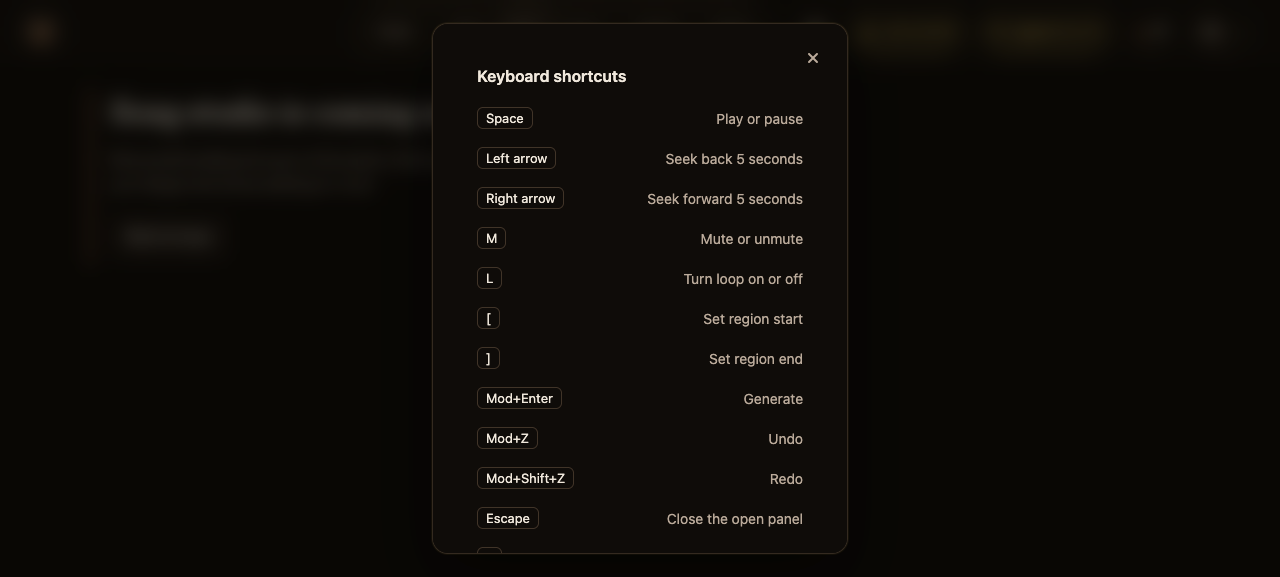 Keyboard shortcuts
Space Play or pause
Left arrow Seek back 5 seconds
Right arrow Seek forward 5 seconds
M Mute or unmute
L Turn loop on or off
[ Set region start
] Set region end
Mod+Enter Generate
Mod+Z Undo
Mod+Shift+Z Redo
Escape Close the open panel